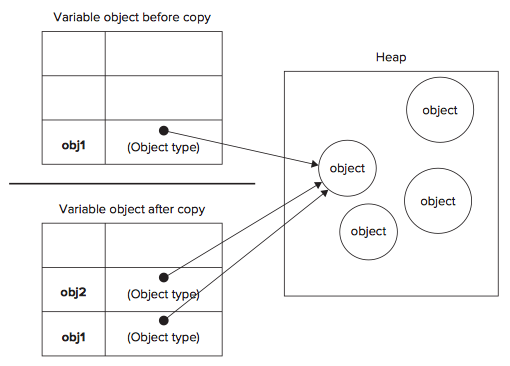 Variable object before copy
obj1 (Object type)
Variable object after copy
obj2 (Object type)
obj1 (Object type)
Heap
object
object
object
object